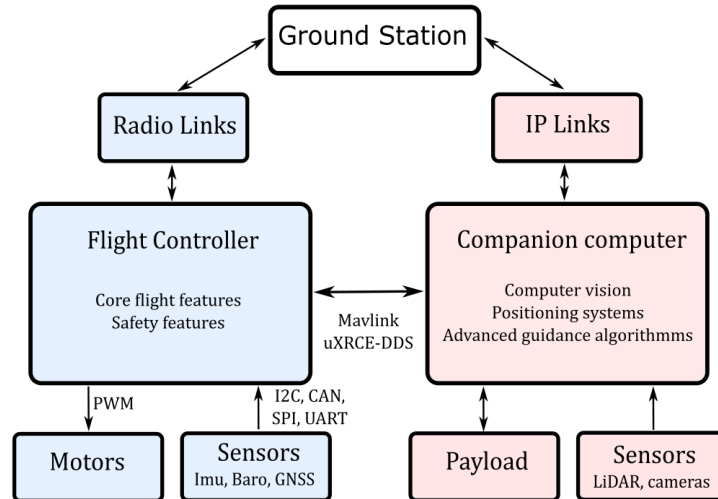 Ground Station
Radio Links
IP Links
Flight Controller
Core flight features
Safety features
Companion computer
Computer vision
Positioning systems
Advanced guidance algorithmms
Mavlink
uXRCE-DDS
PWM
I2C, CAN,
SPI, UART
Motors
Sensors
Imu, Baro, GNSS
Payload
Sensors
LiDAR, cameras